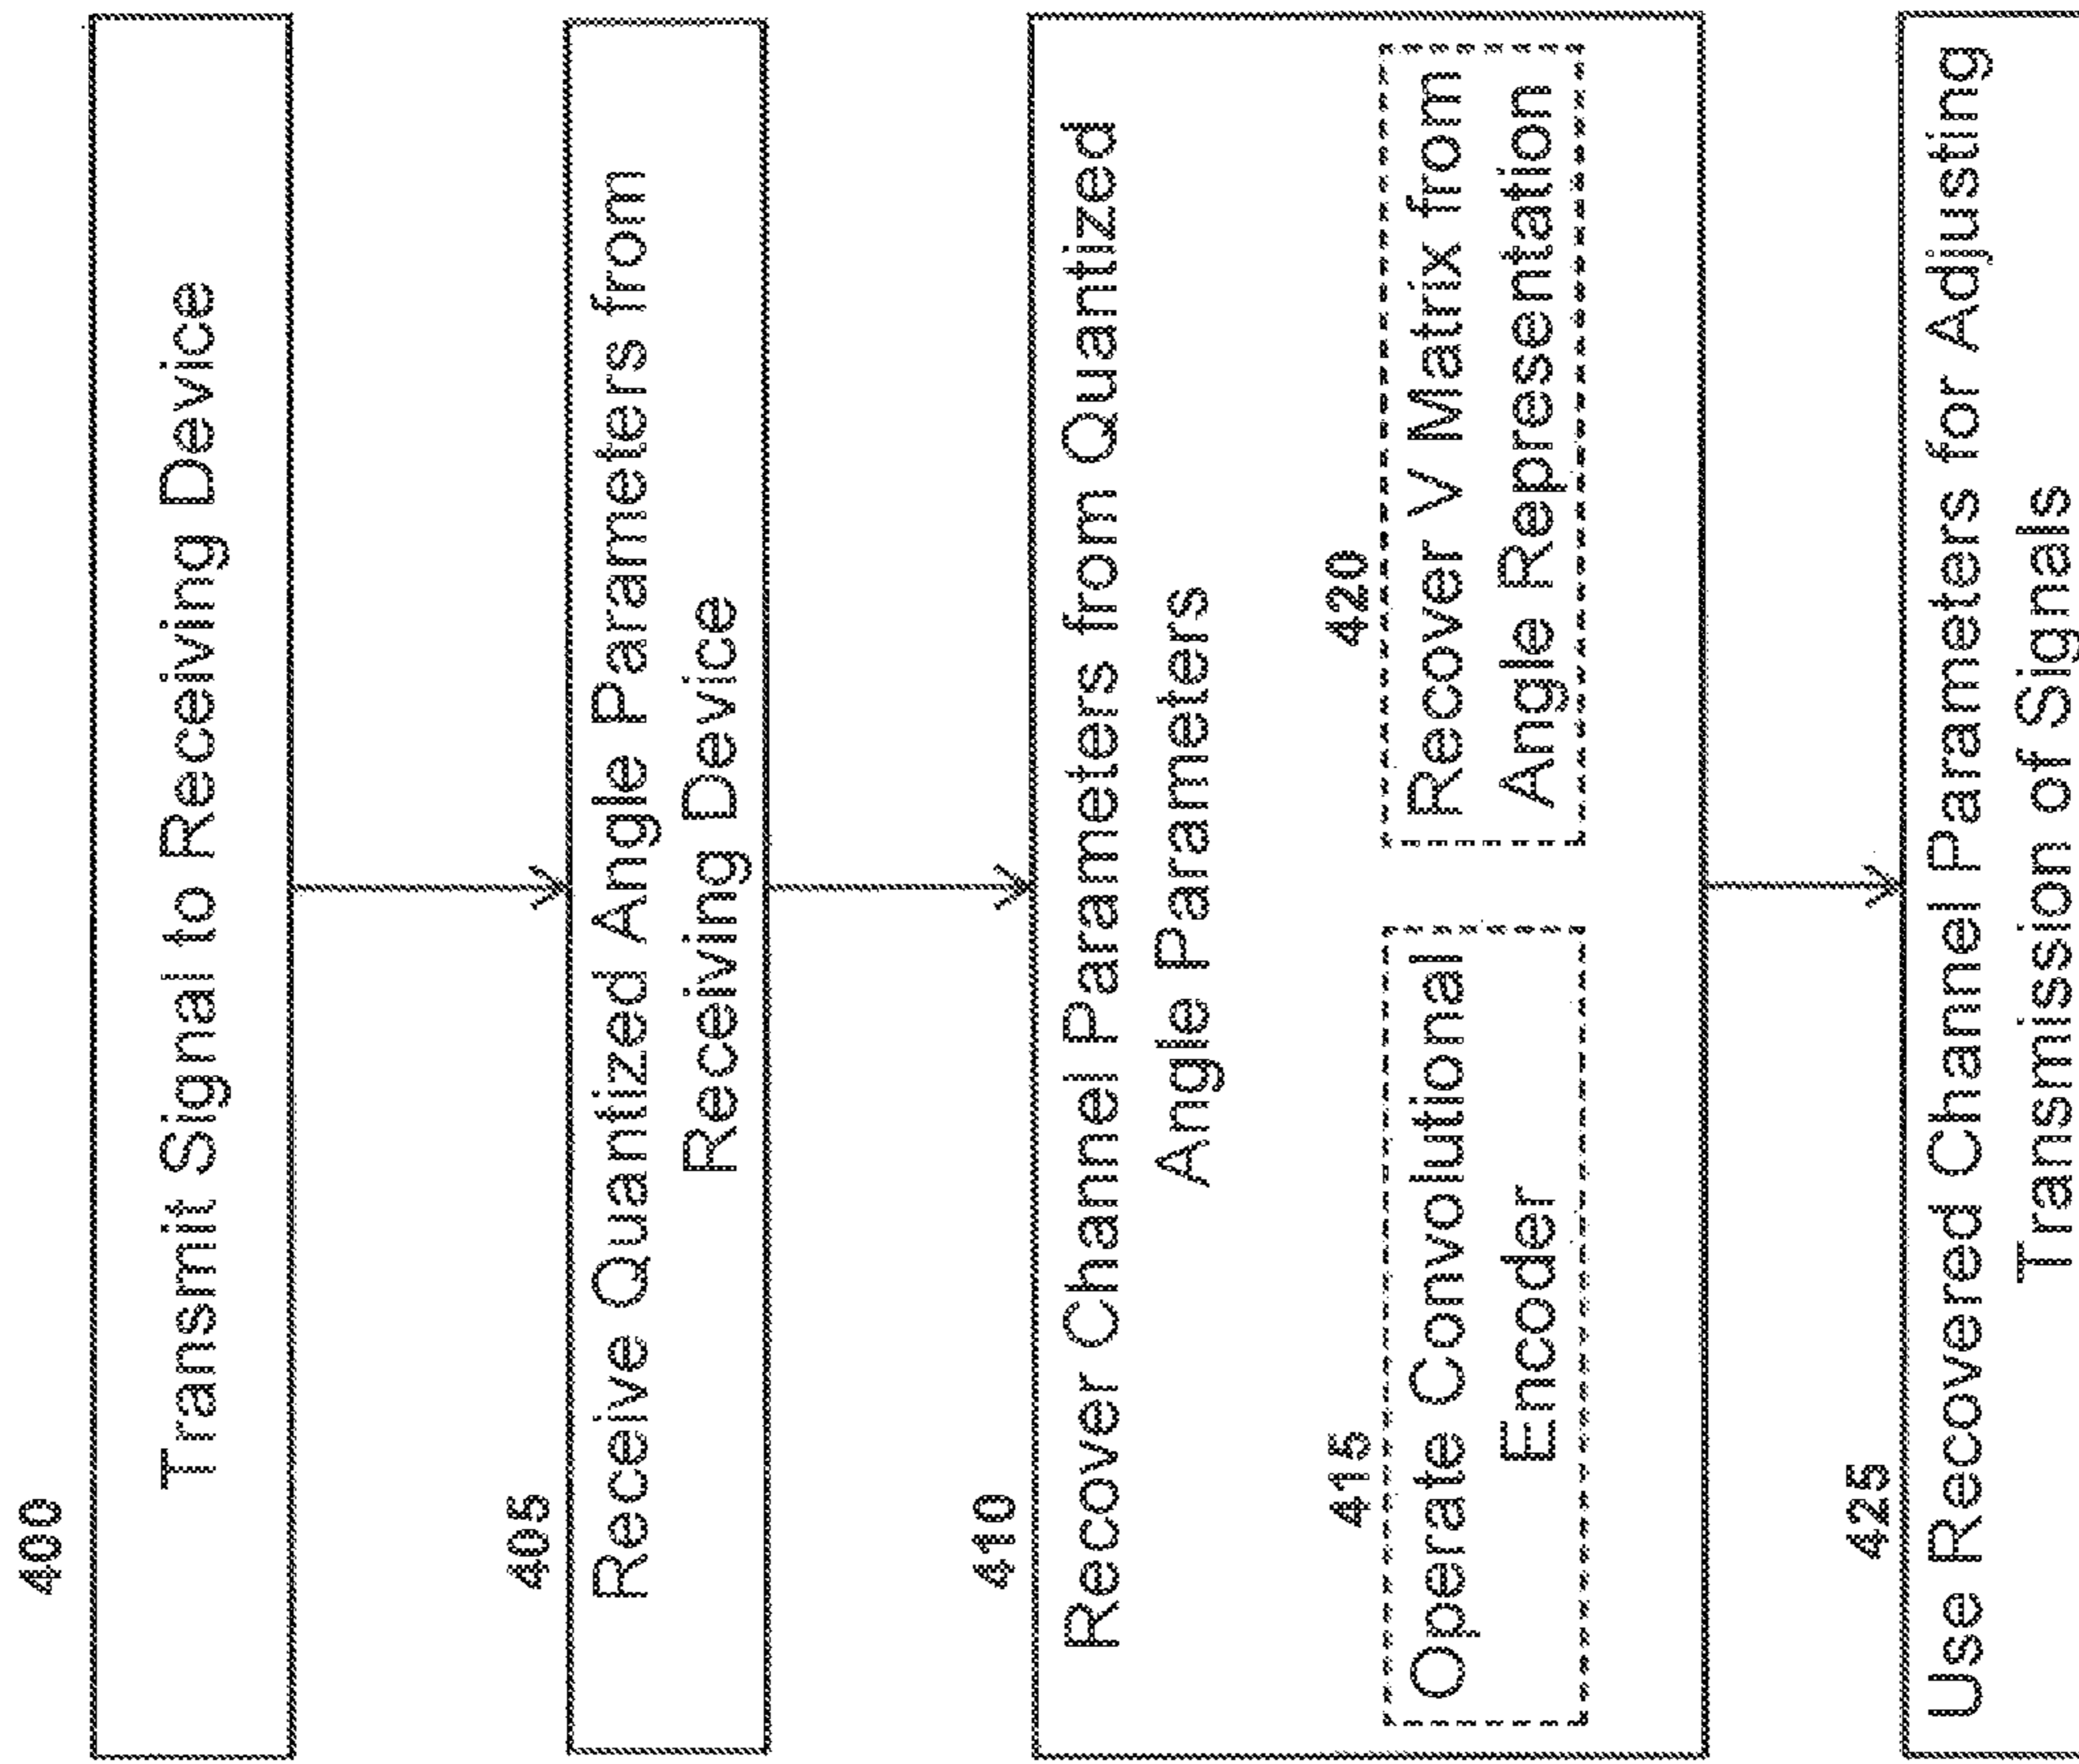 400
Transmit Signal to Receiving Device
405
Receive Quantized Angle Parameters from
Receiving Device
410
Recover Channel Parameters from Quantized
Angle Parameters
415
Operate Convolutional
Encoder
420
Recover V Matrix from
Angle Representation
425
Use Recovered Channel Parameters for Adjusting
Transmission of Signals